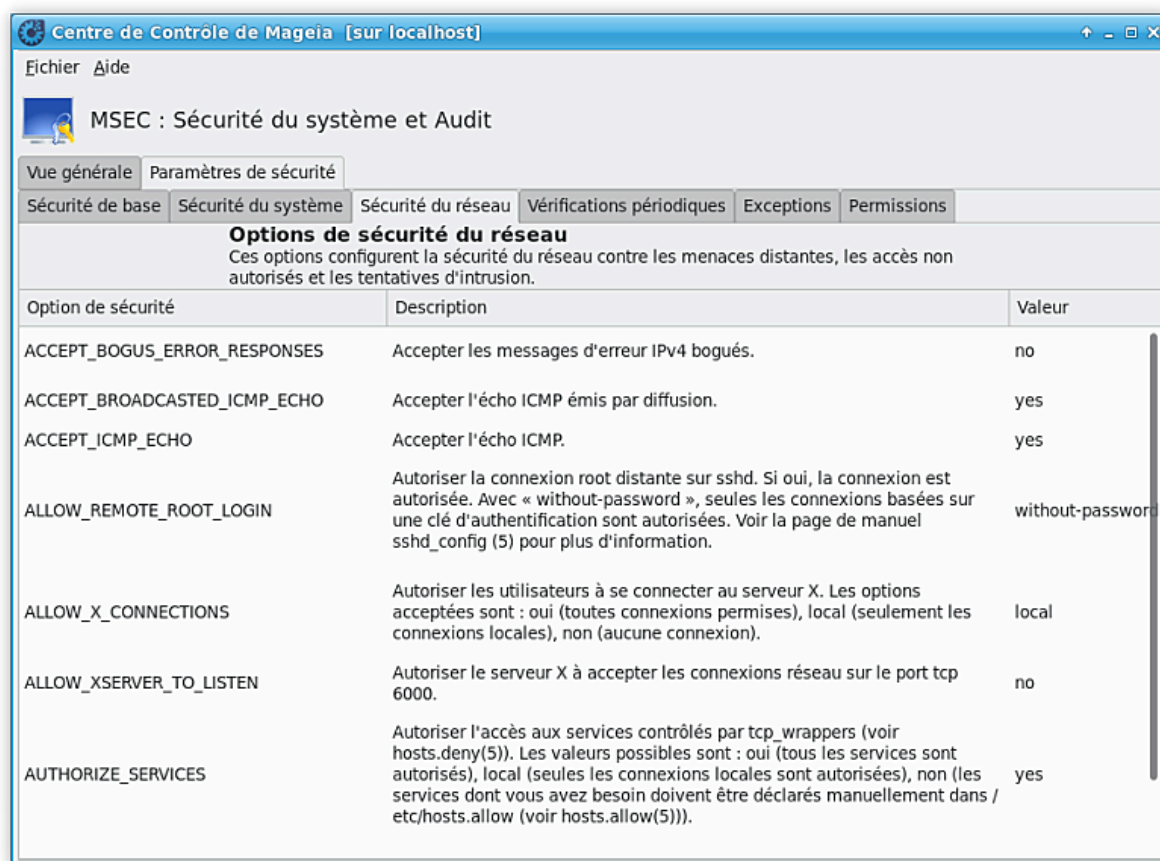 Centre de Contrôle de Mageia [sur localhost]
Fichier Aide
MSEC : Sécurité du système et Audit
Vue générale Paramètres de sécurité
Sécurité de base Sécurité du système Sécurité du réseau Vérifications périodiques Exceptions Permissions
Options de sécurité du réseau
Ces options configurent la sécurité du réseau contre les menaces distantes, les accès non
autorisés et les tentatives d'intrusion.
Option de sécurité Description Valeur
ACCEPT_BOGUS_ERROR_RESPONSES Accepter les messages d'erreur IPv4 bogués. no
ACCEPT_BROADCASTED_ICMP_ECHO Accepter l'écho ICMP émis par diffusion. yes
ACCEPT_ICMP_ECHO Accepter l'écho ICMP. yes
Autoriser la connexion root distante sur sshd. Si oui, la connexion est
autorisée. Avec « without-password », seules les connexions basées sur
ALLOW_REMOTE_ROOT_LOGIN without-password
une clé d'authentification sont autorisées. Voir la page de manuel
sshd_config (5) pour plus d'information.
Autoriser les utilisateurs à se connecter au serveur X. Les options
ALLOW_X_CONNECTIONS acceptées sont : oui (toutes connexions permises), local (seulement les local
connexions locales), non (aucune connexion).
Autoriser le serveur X à accepter les connexions réseau sur le port tcp
ALLOW_XSERVER_TO_LISTEN no
6000.
Autoriser l'accès aux services contrôlés par tcp_wrappers (voir
hosts.deny(5)). Les valeurs possibles sont : oui (tous les services sont
AUTHORIZE_SERVICES autorisés), local (seules les connexions locales sont autorisées), non (les yes
services dont vous avez besoin doivent être déclarés manuellement dans /
etc/hosts.allow (voir hosts.allow(5))).